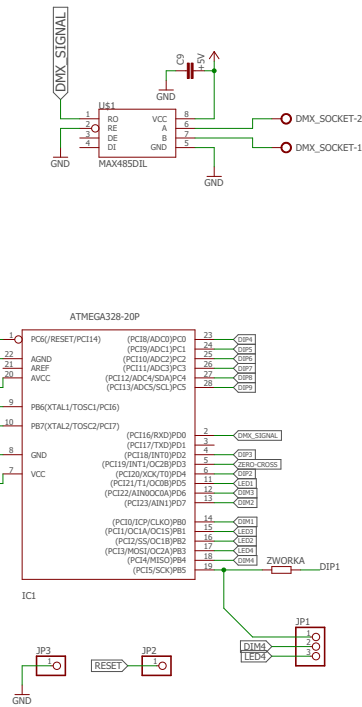 DMX_SIGNAL
C9
+5V
GND
U$1
1 RO VCC 8
2 RE A 6
3 DE B 7
4 DI GND 5
MAX485DIL
GND
GND
DMX_SOCKET-2
DMX_SOCKET-1
ATMEGA328-20P
1 PC6(/RESET/PCI14) (PCI8/ADC0)PC0 23 DIP4
(PCI9/ADC1)PC1 24 DIP5
22 AGND (PCI10/ADC2)PC2 25 DIP6
21 AREF (PCI11/ADC3)PC3 26 DIP7
20 AVCC (PCI12/ADC4/SDA)PC4 27 DIP8
(PCI13/ADC5/SCL)PC5 28 DIP9
9 PB6(XTAL1/TOSC1/PCI6)
10 PB7(XTAL2/TOSC2/PCI7)
(PCI16/RXD)PD0 2 DMX_SIGNAL
(PCI17/TXD)PD1 3
8 GND (PCI18/INT0)PD2 4 DIP3
(PCI19/INT1/OC2B)PD3 5 ZERO-CROSS
7 VCC (PCI20/XCK/T0)PD4 6 DIP2
(PCI21/T1/OC0B)PD5 11 LED1
(PCI22/AIN0OC0A)PD6 12 DIM3
(PCI23/AIN1)PD7 13 DIM2
(PCI0/ICP/CLKO)PB0 14 DIM1
(PCI1/OC1A/OC1S)PB1 15 LED3
(PCI2/SS/OC1B)PB2 16 LED2
(PCI3/MOSI/OC2A)PB3 17 LED4
(PCI4/MISO)PB4 18 DIM4
(PCI5/SCK)PB5 19
ZWORKA
DIP1
IC1
JP1
1
2
3
DIM4
LED4
JP3
1
GND
JP2
RESET
1